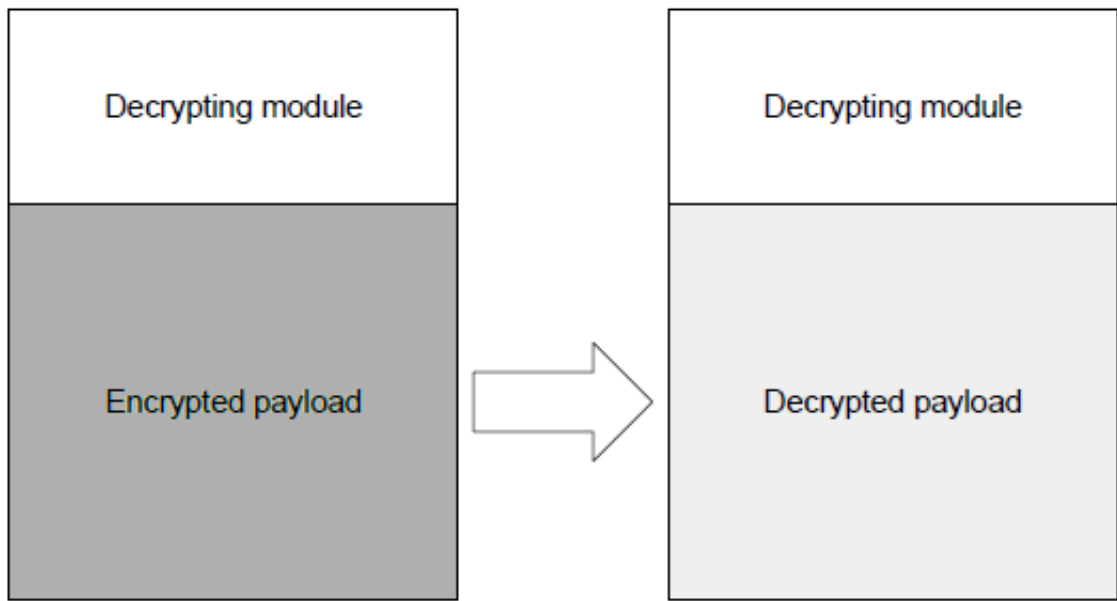 Decrypting module
Decrypting module
Encrypted payload
Decrypted payload